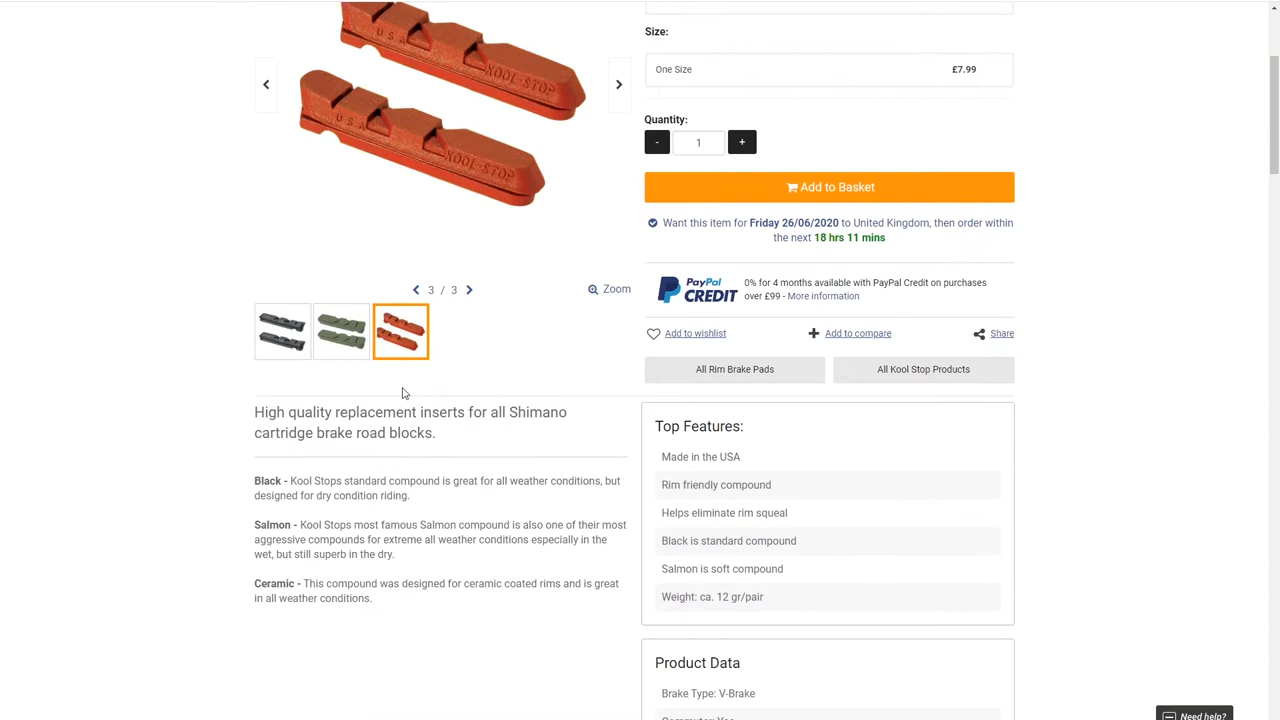 USA
KOOL-STOP
USA
KOOL-STOP
3 / 3
Zoom
High quality replacement inserts for all Shimano
cartridge brake road blocks.
Black - Kool Stops standard compound is great for all weather conditions, but
designed for dry condition riding.
Salmon - Kool Stops most famous Salmon compound is also one of their most
aggressive compounds for extreme all weather conditions especially in the
wet, but still superb in the dry.
Ceramic - This compound was designed for ceramic coated rims and is great
in all weather conditions.
Size:
One Size £7.99
Quantity:
- 1 +
Add to Basket
Want this item for Friday 26/06/2020 to United Kingdom, then order within
the next 18 hrs 11 mins
PayPal
CREDIT
0% for 4 months available with PayPal Credit on purchases
over £99 - More information
Add to wishlist
Add to compare
Share
All Rim Brake Pads
All Kool Stop Products
Top Features:
Made in the USA
Rim friendly compound
Helps eliminate rim squeal
Black is standard compound
Salmon is soft compound
Weight: ca. 12 gr/pair
Product Data
Brake Type: V-Brake
Need help?